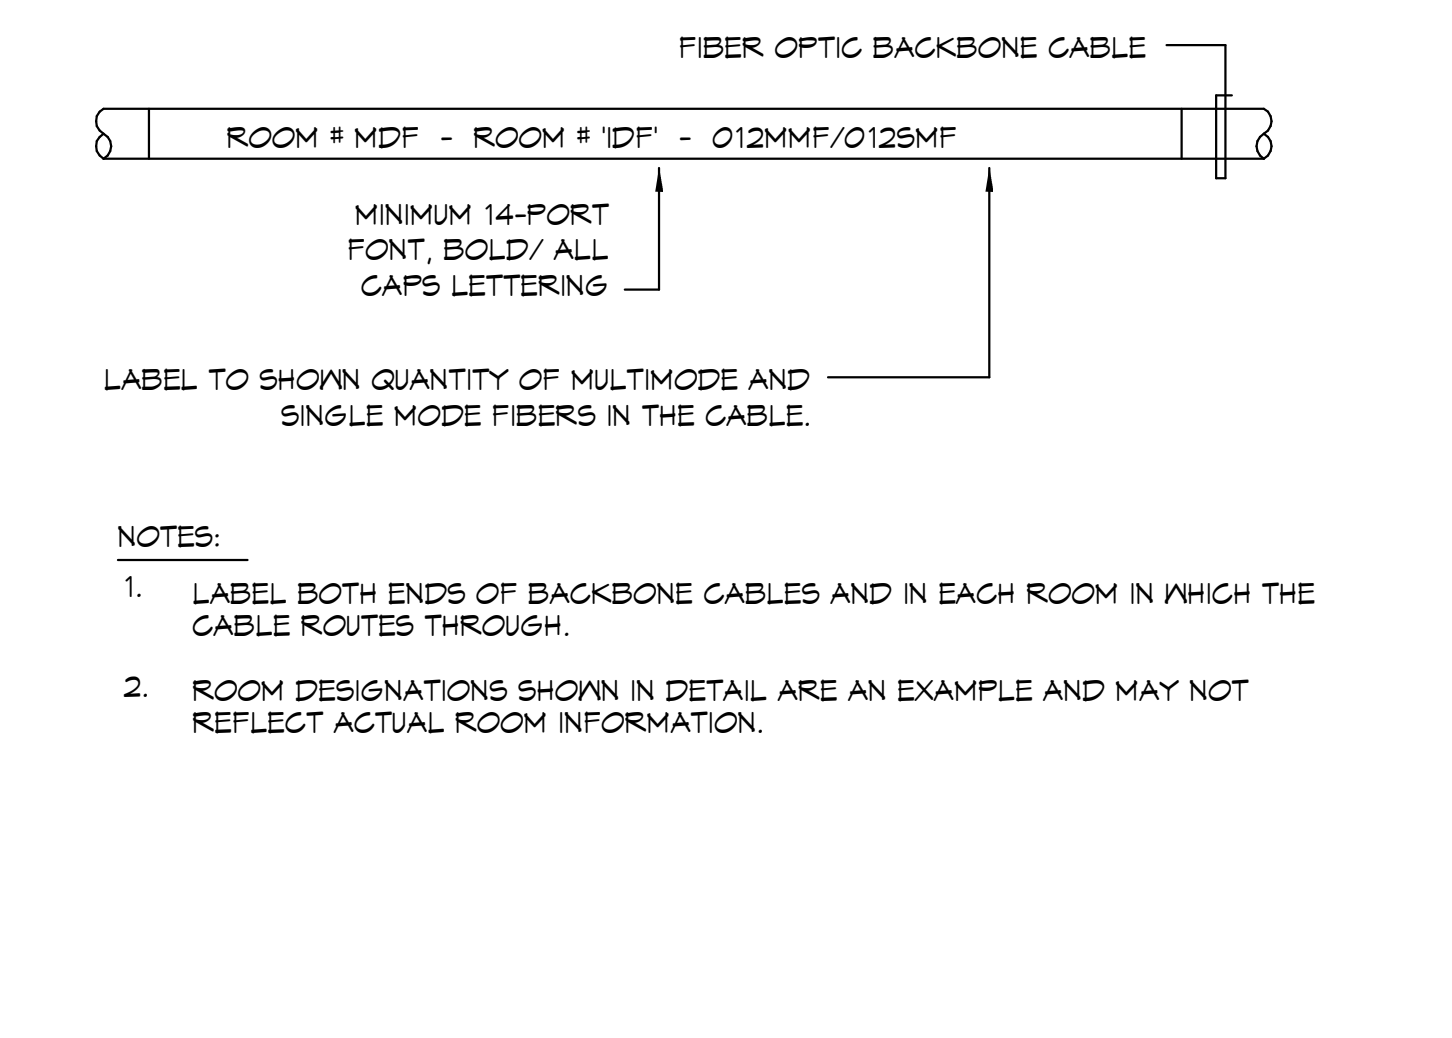 FIBER OPTIC BACKBONE CABLE
ROOM # MDF - ROOM # 'IDF' - 012MMF/012SMF
MINIMUM 14-PORT
FONT, BOLD/ ALL
CAPS LETTERING
LABEL TO SHOWN QUANTITY OF MULTIMODE AND
SINGLE MODE FIBERS IN THE CABLE.
NOTES:
1. LABEL BOTH ENDS OF BACKBONE CABLES AND IN EACH ROOM IN WHICH THE
CABLE ROUTES THROUGH.
2. ROOM DESIGNATIONS SHOWN IN DETAIL ARE AN EXAMPLE AND MAY NOT
REFLECT ACTUAL ROOM INFORMATION.